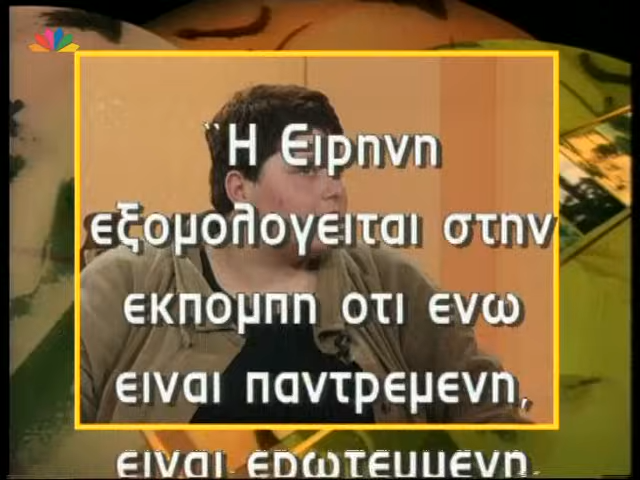 "Η Ειρηνη
εξομολογειται στην
εκπομπη οτι ενω
ειναι παντρεμενη,
ειναι ερωτευμενη